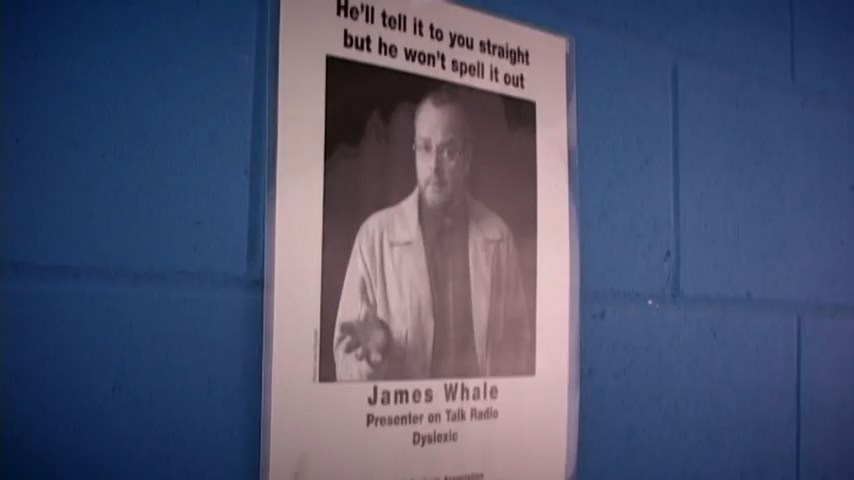 He'll tell it to you straight
but he won't spell it out
James Whale
Presenter on Talk Radio
Dyslexic
Association